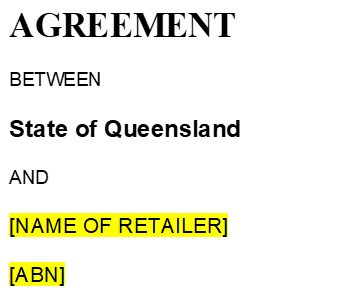 AGREEMENT
BETWEEN
State of Queensland
AND
[NAME OF RETAILER]
[ABN]